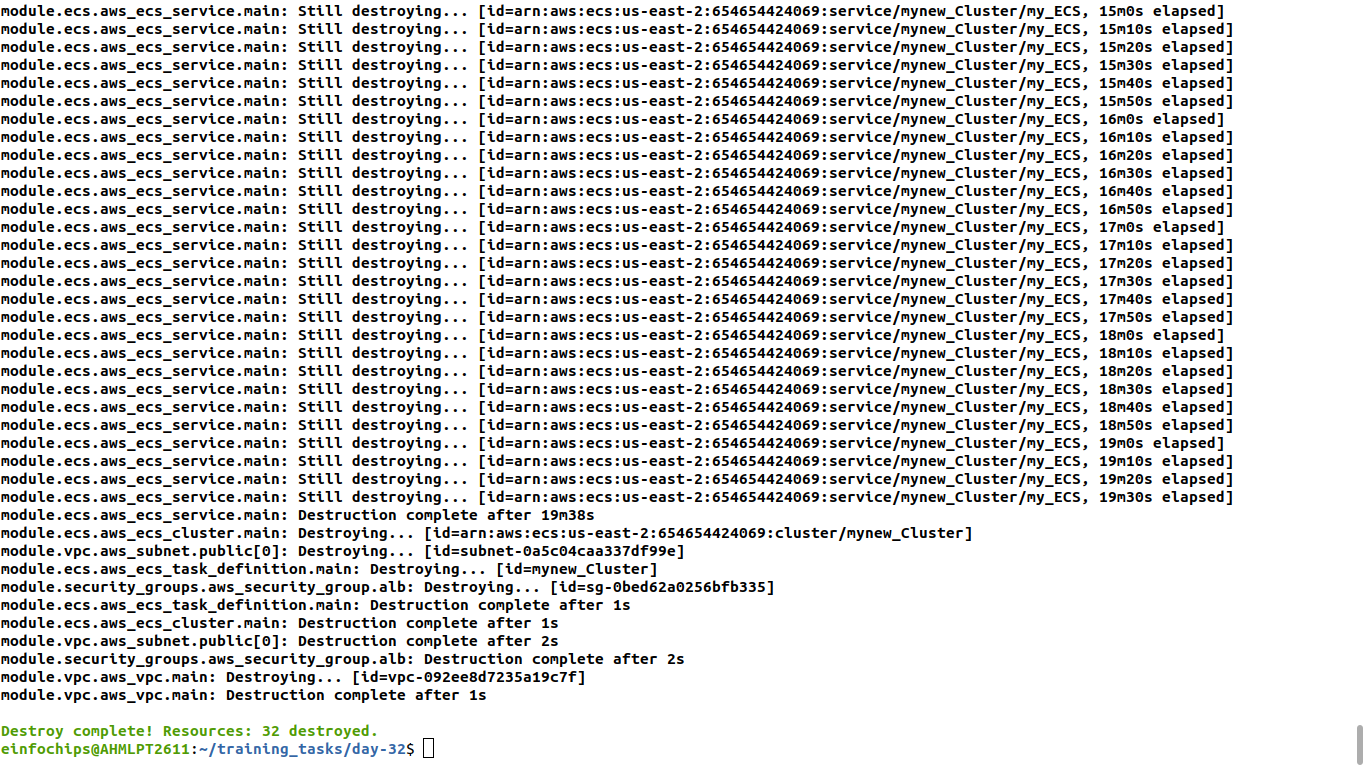 module.ecs.aws_ecs_service.main: Still destroying... [id=arn:aws:ecs:us-east-2:654654424069:service/mynew_Cluster/my_ECS, 15m0s elapsed]
module.ecs.aws_ecs_service.main: Still destroying... [id=arn:aws:ecs:us-east-2:654654424069:service/mynew_Cluster/my_ECS, 15m10s elapsed]
module.ecs.aws_ecs_service.main: Still destroying... [id=arn:aws:ecs:us-east-2:654654424069:service/mynew_Cluster/my_ECS, 15m20s elapsed]
module.ecs.aws_ecs_service.main: Still destroying... [id=arn:aws:ecs:us-east-2:654654424069:service/mynew_Cluster/my_ECS, 15m30s elapsed]
module.ecs.aws_ecs_service.main: Still destroying... [id=arn:aws:ecs:us-east-2:654654424069:service/mynew_Cluster/my_ECS, 15m40s elapsed]
module.ecs.aws_ecs_service.main: Still destroying... [id=arn:aws:ecs:us-east-2:654654424069:service/mynew_Cluster/my_ECS, 15m50s elapsed]
module.ecs.aws_ecs_service.main: Still destroying... [id=arn:aws:ecs:us-east-2:654654424069:service/mynew_Cluster/my_ECS, 16m0s elapsed]
module.ecs.aws_ecs_service.main: Still destroying... [id=arn:aws:ecs:us-east-2:654654424069:service/mynew_Cluster/my_ECS, 16m10s elapsed]
module.ecs.aws_ecs_service.main: Still destroying... [id=arn:aws:ecs:us-east-2:654654424069:service/mynew_Cluster/my_ECS, 16m20s elapsed]
module.ecs.aws_ecs_service.main: Still destroying... [id=arn:aws:ecs:us-east-2:654654424069:service/mynew_Cluster/my_ECS, 16m30s elapsed]
module.ecs.aws_ecs_service.main: Still destroying... [id=arn:aws:ecs:us-east-2:654654424069:service/mynew_Cluster/my_ECS, 16m40s elapsed]
module.ecs.aws_ecs_service.main: Still destroying... [id=arn:aws:ecs:us-east-2:654654424069:service/mynew_Cluster/my_ECS, 16m50s elapsed]
module.ecs.aws_ecs_service.main: Still destroying... [id=arn:aws:ecs:us-east-2:654654424069:service/mynew_Cluster/my_ECS, 17m0s elapsed]
module.ecs.aws_ecs_service.main: Still destroying... [id=arn:aws:ecs:us-east-2:654654424069:service/mynew_Cluster/my_ECS, 17m10s elapsed]
module.ecs.aws_ecs_service.main: Still destroying... [id=arn:aws:ecs:us-east-2:654654424069:service/mynew_Cluster/my_ECS, 17m20s elapsed]
module.ecs.aws_ecs_service.main: Still destroying... [id=arn:aws:ecs:us-east-2:654654424069:service/mynew_Cluster/my_ECS, 17m30s elapsed]
module.ecs.aws_ecs_service.main: Still destroying... [id=arn:aws:ecs:us-east-2:654654424069:service/mynew_Cluster/my_ECS, 17m40s elapsed]
module.ecs.aws_ecs_service.main: Still destroying... [id=arn:aws:ecs:us-east-2:654654424069:service/mynew_Cluster/my_ECS, 17m50s elapsed]
module.ecs.aws_ecs_service.main: Still destroying... [id=arn:aws:ecs:us-east-2:654654424069:service/mynew_Cluster/my_ECS, 18m0s elapsed]
module.ecs.aws_ecs_service.main: Still destroying... [id=arn:aws:ecs:us-east-2:654654424069:service/mynew_Cluster/my_ECS, 18m10s elapsed]
module.ecs.aws_ecs_service.main: Still destroying... [id=arn:aws:ecs:us-east-2:654654424069:service/mynew_Cluster/my_ECS, 18m20s elapsed]
module.ecs.aws_ecs_service.main: Still destroying... [id=arn:aws:ecs:us-east-2:654654424069:service/mynew_Cluster/my_ECS, 18m30s elapsed]
module.ecs.aws_ecs_service.main: Still destroying... [id=arn:aws:ecs:us-east-2:654654424069:service/mynew_Cluster/my_ECS, 18m40s elapsed]
module.ecs.aws_ecs_service.main: Still destroying... [id=arn:aws:ecs:us-east-2:654654424069:service/mynew_Cluster/my_ECS, 18m50s elapsed]
module.ecs.aws_ecs_service.main: Still destroying... [id=arn:aws:ecs:us-east-2:654654424069:service/mynew_Cluster/my_ECS, 19m0s elapsed]
module.ecs.aws_ecs_service.main: Still destroying... [id=arn:aws:ecs:us-east-2:654654424069:service/mynew_Cluster/my_ECS, 19m10s elapsed]
module.ecs.aws_ecs_service.main: Still destroying... [id=arn:aws:ecs:us-east-2:654654424069:service/mynew_Cluster/my_ECS, 19m20s elapsed]
module.ecs.aws_ecs_service.main: Still destroying... [id=arn:aws:ecs:us-east-2:654654424069:service/mynew_Cluster/my_ECS, 19m30s elapsed]
module.ecs.aws_ecs_service.main: Destruction complete after 19m38s
module.ecs.aws_ecs_cluster.main: Destroying... [id=arn:aws:ecs:us-east-2:654654424069:cluster/mynew_Cluster]
module.vpc.aws_subnet.public[0]: Destroying... [id=subnet-0a5c04caa337df99e]
module.ecs.aws_ecs_task_definition.main: Destroying... [id=mynew_Cluster]
module.security_groups.aws_security_group.alb: Destroying... [id=sg-0bed62a0256bfb335]
module.ecs.aws_ecs_task_definition.main: Destruction complete after 1s
module.ecs.aws_ecs_cluster.main: Destruction complete after 1s
module.vpc.aws_subnet.public[0]: Destruction complete after 2s
module.security_groups.aws_security_group.alb: Destruction complete after 2s
module.vpc.aws_vpc.main: Destroying... [id=vpc-092ee8d7235a19c7f]
module.vpc.aws_vpc.main: Destruction complete after 1s
Destroy complete! Resources: 32 destroyed.
einfochips@AHMLPT2611:~/training_tasks/day-32$